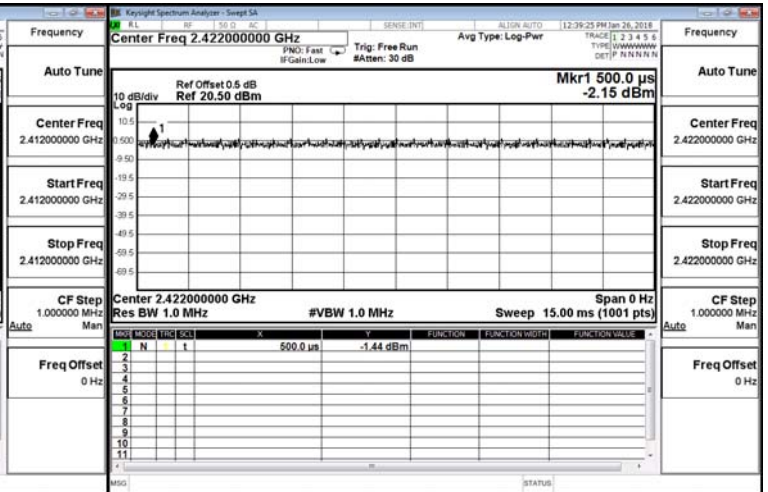 Keysight Spectrum Analyzer - Swept SA
RL RF 50 Ω AC SENSE:INT ALIGN AUTO 12:39:25 PM Jan 26, 2016
Center Freq 2.422000000 GHz Avg Type: Log-Pwr TRACE 1 2 3 4 5 6
PNO: Fast Trig: Free Run TYPE WWWWWWW
IFGain:Low #Atten: 30 dB DET P N N N N N
Ref Offset 0.5 dB Mkr1 500.0 µs
10 dB/div Ref 20.50 dBm -2.15 dBm
Log
10.5
1
0.500
-9.50
-19.5
-29.5
-39.5
-49.5
-59.5
-69.5
Center 2.422000000 GHz Span 0 Hz
Res BW 1.0 MHz #VBW 1.0 MHz Sweep 15.00 ms (1001 pts)
MKR MODE TRC SCL X Y FUNCTION FUNCTION WIDTH FUNCTION VALUE
1 N t 500.0 µs -1.44 dBm
2
3
4
5
6
7
8
9
10
11
MSG STATUS
Frequency
Auto Tune
Center Freq
2.412000000 GHz
Start Freq
2.412000000 GHz
Stop Freq
2.412000000 GHz
CF Step
1.000000 MHz
Auto Man
Freq Offset
0 Hz
Frequency
Auto Tune
Center Freq
2.422000000 GHz
Start Freq
2.422000000 GHz
Stop Freq
2.422000000 GHz
CF Step
1.000000 MHz
Auto Man
Freq Offset
0 Hz